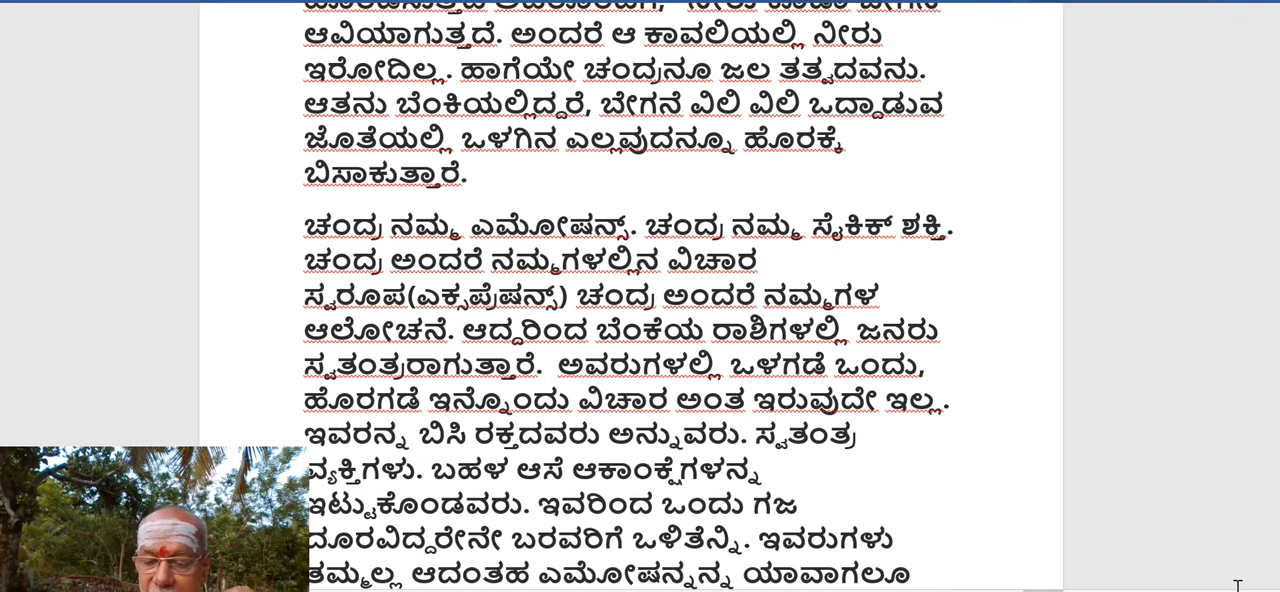 ಆವಿಯಾಗುತ್ತದೆ. ಅಂದರೆ ಆ ಕಾವಲಿಯಲ್ಲಿ ನೀರು
ಇರೋದಿಲ್ಲ. ಹಾಗೆಯೇ ಚಂದ್ರನೂ ಜಲ ತತ್ವದವನು.
ಆತನು ಬೆಂಕಿಯಲ್ಲಿದ್ದರೆ, ಬೇಗನೆ ವಿಲಿ ವಿಲಿ ಒದ್ದಾಡುವ
ಜೊತೆಯಲ್ಲಿ ಒಳಗಿನ ಎಲ್ಲವುದನ್ನೂ ಹೊರಕ್ಕೆ
ಬಿಸಾಕುತ್ತಾರೆ.
ಚಂದ್ರ ನಮ್ಮ ಎಮೋಷನ್ಸ್. ಚಂದ್ರ ನಮ್ಮ ಸೈಕಿಕ್ ಶಕ್ತಿ.
ಚಂದ್ರ ಅಂದರೆ ನಮ್ಮಗಳಲ್ಲಿನ ವಿಚಾರ
ಸ್ವರೂಪ(ಎಕ್ಸಪ್ರೆಷನ್ಸ್) ಚಂದ್ರ ಅಂದರೆ ನಮ್ಮಗಳ
ಆಲೋಚನೆ. ಆದ್ದರಿಂದ ಬೆಂಕೆಯ ರಾಶಿಗಳಲ್ಲಿ ಜನರು
ಸ್ವತಂತ್ರರಾಗುತ್ತಾರೆ. ಅವರುಗಳಲ್ಲಿ ಒಳಗಡೆ ಒಂದು,
ಹೊರಗಡೆ ಇನ್ನೊಂದು ವಿಚಾರ ಅಂತ ಇರುವುದೇ ಇಲ್ಲ.
ಇವರನ್ನ ಬಿಸಿ ರಕ್ತದವರು ಅನ್ನುವರು. ಸ್ವತಂತ್ರ
ವ್ಯಕ್ತಿಗಳು. ಬಹಳ ಆಸೆ ಆಕಾಂಕ್ಷೆಗಳನ್ನ
ಇಟ್ಟುಕೊಂಡವರು. ಇವರಿಂದ ಒಂದು ಗಜ
ದೂರವಿದ್ದರೇನೇ ಬರವರಿಗೆ ಒಳಿತೆನ್ನಿ. ಇವರುಗಳು
ತಮ್ಮಲ್ಲ ಆದಂತಹ ಎಮೋಷನ್ನನ್ನ ಯಾವಾಗಲೂ